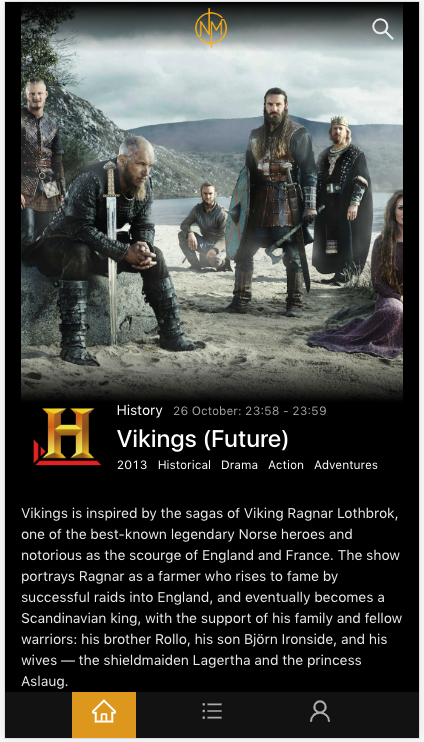 NM
History 26 October: 23:58 - 23:59
Vikings (Future)
H
2013 Historical Drama Action Adventures
Vikings is inspired by the sagas of Viking Ragnar Lothbrok,
one of the best-known legendary Norse heroes and
notorious as the scourge of England and France. The show
portrays Ragnar as a farmer who rises to fame by
successful raids into England, and eventually becomes a
Scandinavian king, with the support of his family and fellow
warriors: his brother Rollo, his son Björn Ironside, and his
wives — the shieldmaiden Lagertha and the princess
Aslaug.